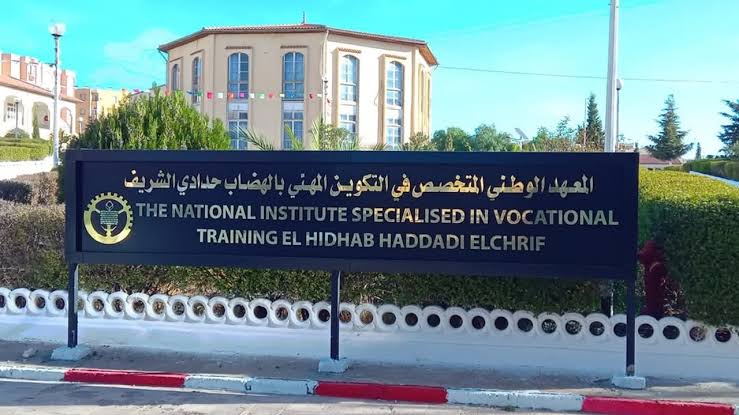 المعهد الوطني المتخصص في التكوين المهني بالهضاب حدادي الشريف
THE NATIONAL INSTITUTE SPECIALISED IN VOCATIONAL
TRAINING EL HIDHAB HADDADI ELCHRIF